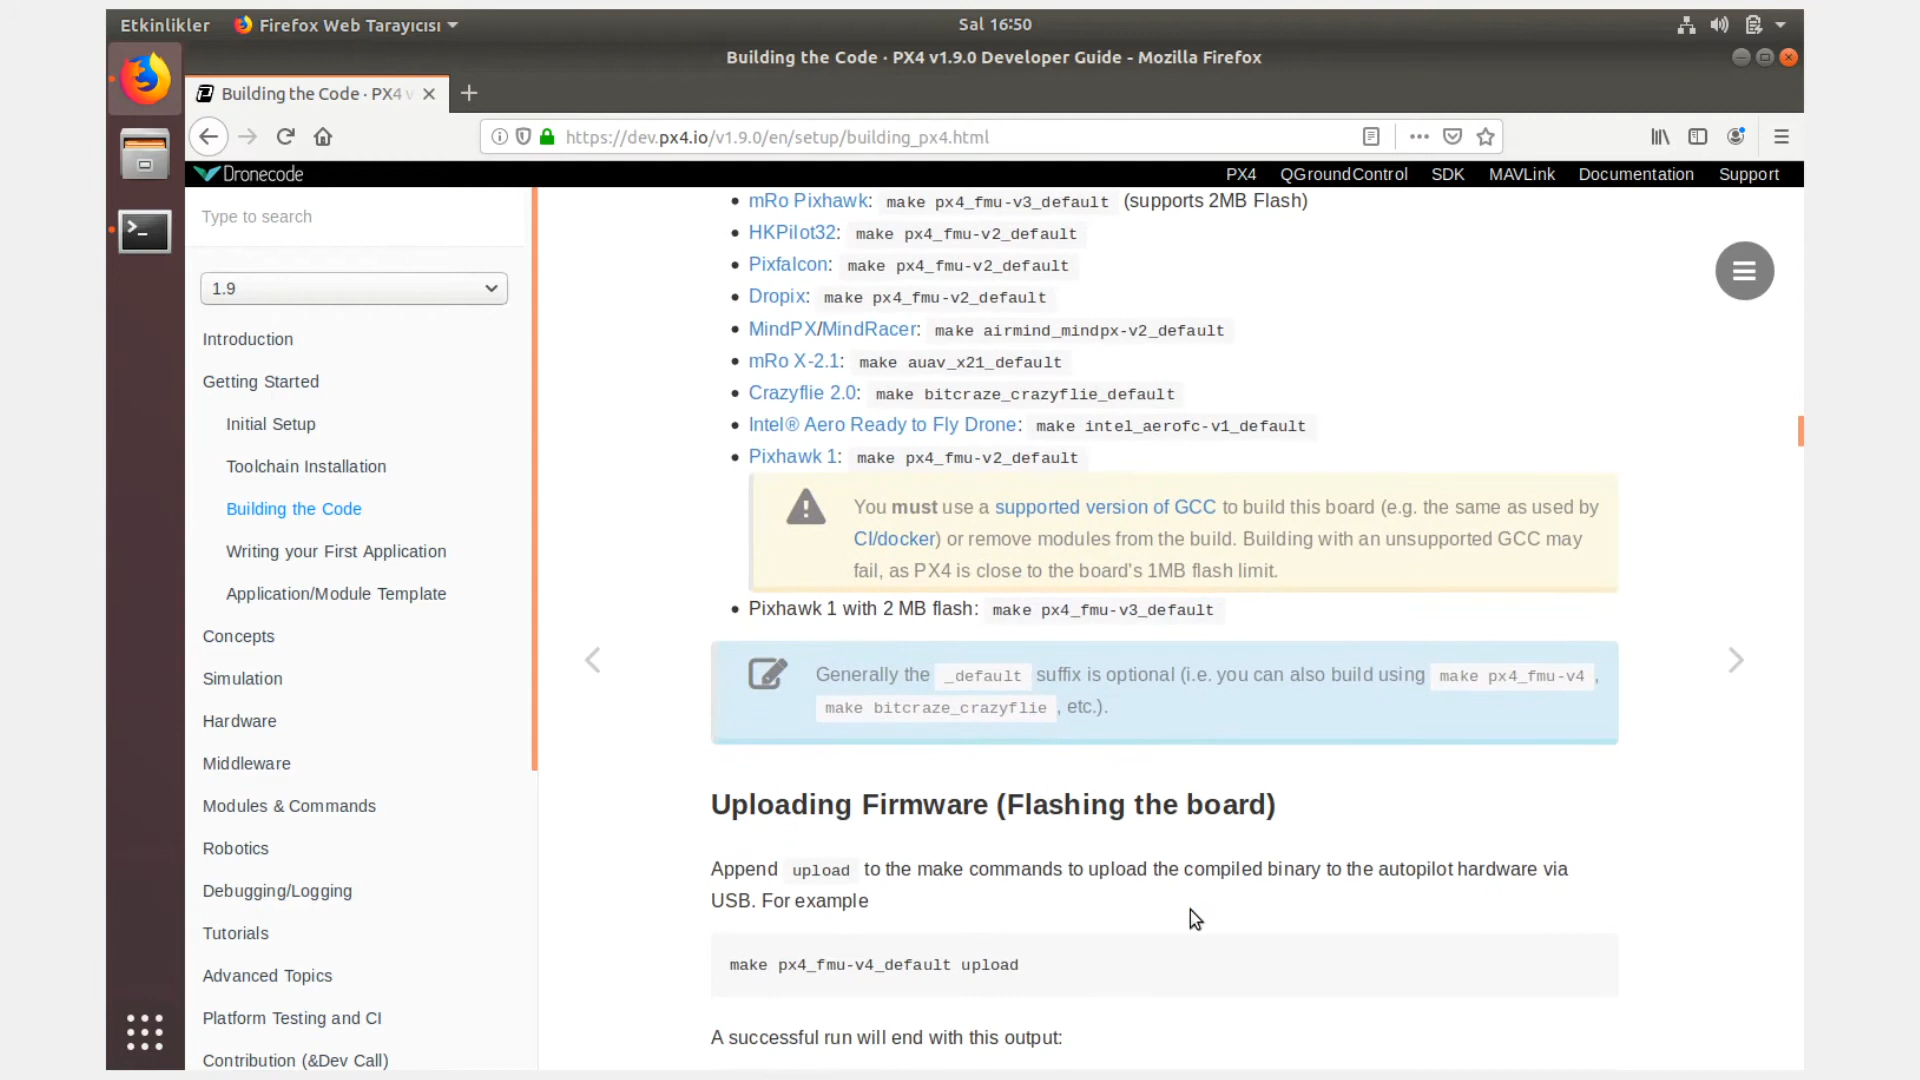 Etkinlikler
Firefox Web Tarayıcısı
Sal 16:50
Building the Code · PX4 v1.9.0 Developer Guide - Mozilla Firefox
Building the Code · PX4 v
https://dev.px4.io/v1.9.0/en/setup/building_px4.html
Dronecode
PX4 QGroundControl SDK MAVLink Documentation Support
Type to search
1.9
Introduction
Getting Started
Initial Setup
Toolchain Installation
Building the Code
Writing your First Application
Application/Module Template
Concepts
Simulation
Hardware
Middleware
Modules & Commands
Robotics
Debugging/Logging
Tutorials
Advanced Topics
Platform Testing and CI
Contribution (&Dev Call)
• mRo Pixhawk: make px4_fmu-v3_default (supports 2MB Flash)
• HKPilot32: make px4_fmu-v2_default
• Pixfalcon: make px4_fmu-v2_default
• Dropix: make px4_fmu-v2_default
• MindPX/MindRacer: make airmind_mindpx-v2_default
• mRo X-2.1: make auav_x21_default
• Crazyflie 2.0: make bitcraze_crazyflie_default
• Intel® Aero Ready to Fly Drone: make intel_aerofc-v1_default
• Pixhawk 1: make px4_fmu-v2_default
You must use a supported version of GCC to build this board (e.g. the same as used by
CI/docker) or remove modules from the build. Building with an unsupported GCC may
fail, as PX4 is close to the board's 1MB flash limit.
• Pixhawk 1 with 2 MB flash: make px4_fmu-v3_default
Generally the _default suffix is optional (i.e. you can also build using make px4_fmu-v4 ,
make bitcraze_crazyflie , etc.).
Uploading Firmware (Flashing the board)
Append upload to the make commands to upload the compiled binary to the autopilot hardware via
USB. For example
make px4_fmu-v4_default upload
A successful run will end with this output: